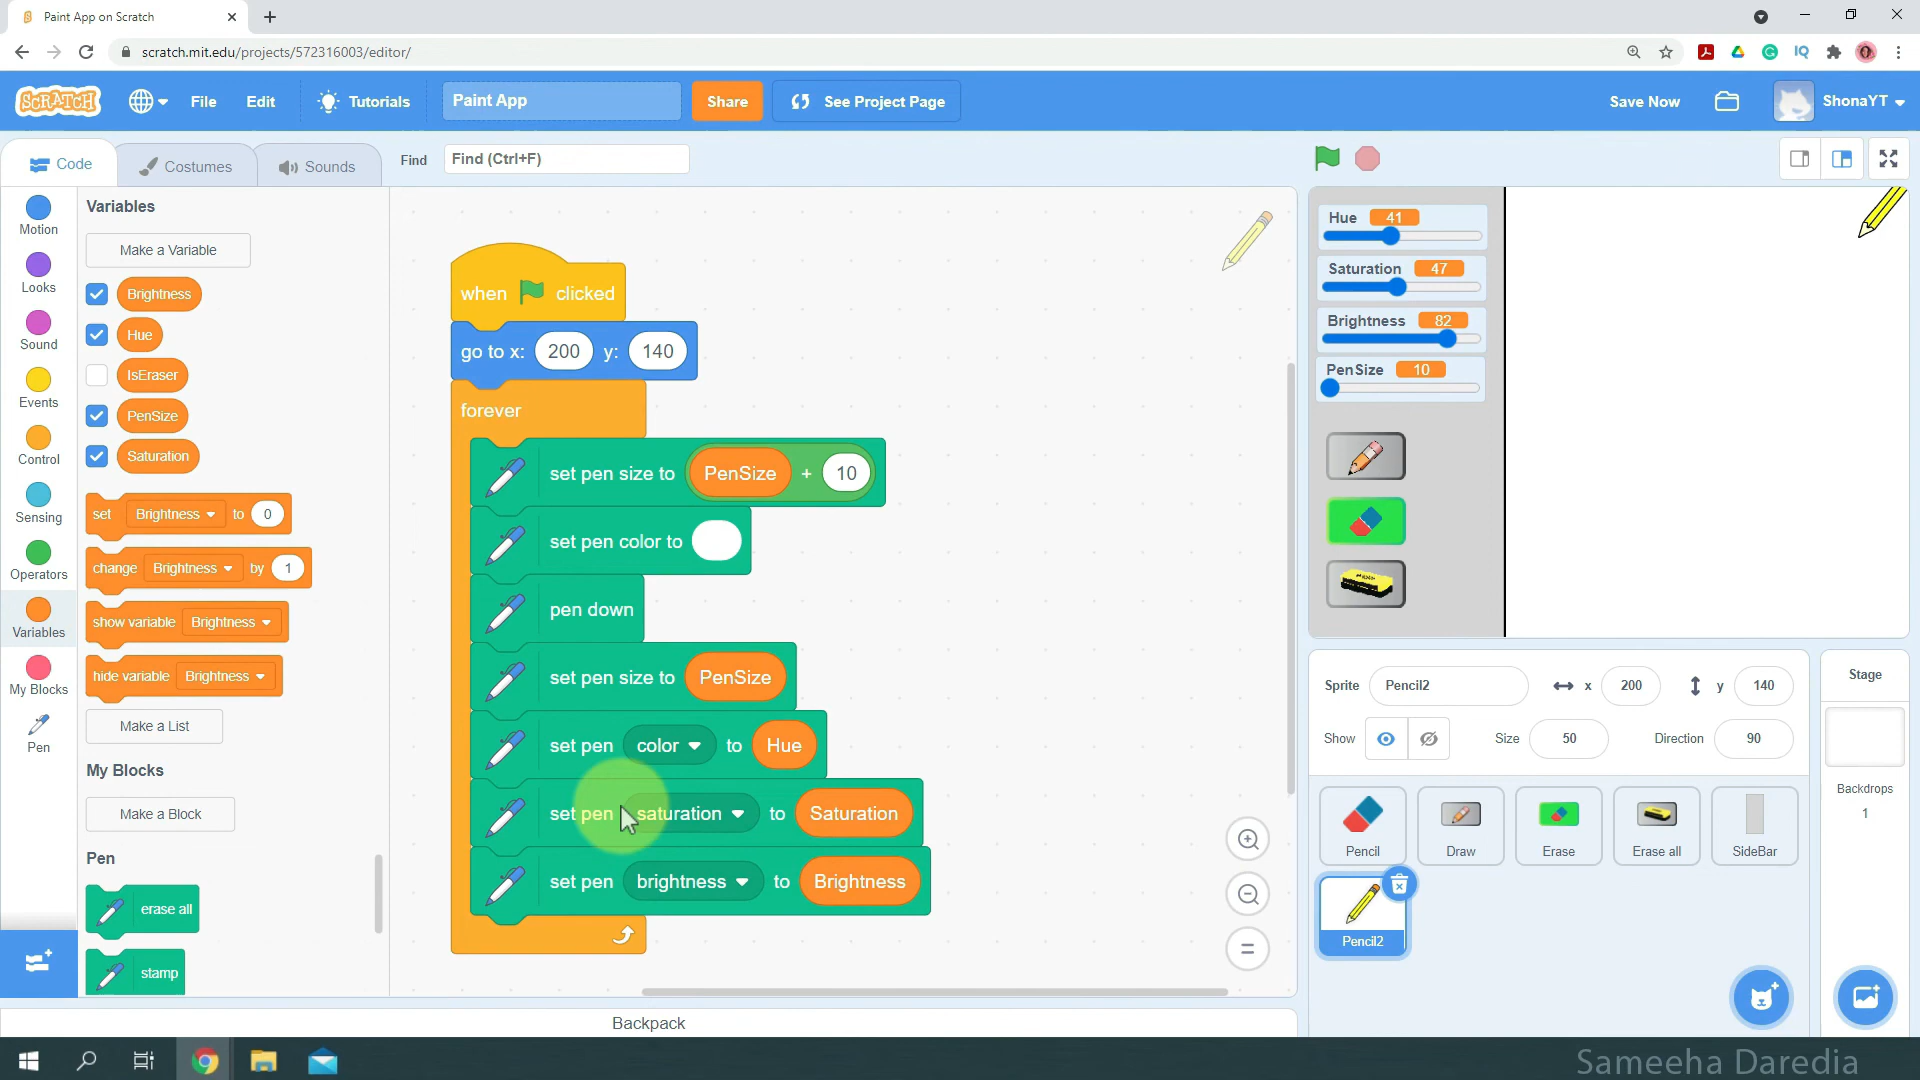 Paint App on Scratch
scratch.mit.edu/projects/572316003/editor/
SCRATCH
File
Edit
Tutorials
Paint App
Share
See Project Page
Save Now
ShonaYT
Code
Costumes
Sounds
Find
Find (Ctrl+F)
Motion
Looks
Sound
Events
Control
Sensing
Operators
Variables
My Blocks
Pen
Variables
Make a Variable
Brightness
Hue
IsEraser
PenSize
Saturation
set Brightness to 0
change Brightness by 1
show variable Brightness
hide variable Brightness
Make a List
My Blocks
Make a Block
Pen
erase all
stamp
when clicked
go to x: 200 y: 140
forever
set pen size to PenSize + 10
set pen color to
pen down
set pen size to PenSize
set pen color to Hue
set pen saturation to Saturation
set pen brightness to Brightness
Backpack
Hue 41
Saturation 47
Brightness 82
PenSize 10
Sprite Pencil2 x 200 y 140
Show Size 50 Direction 90
Pencil
Draw
Erase
Erase all
SideBar
Pencil2
Stage
Backdrops
1
Sameeha Daredia